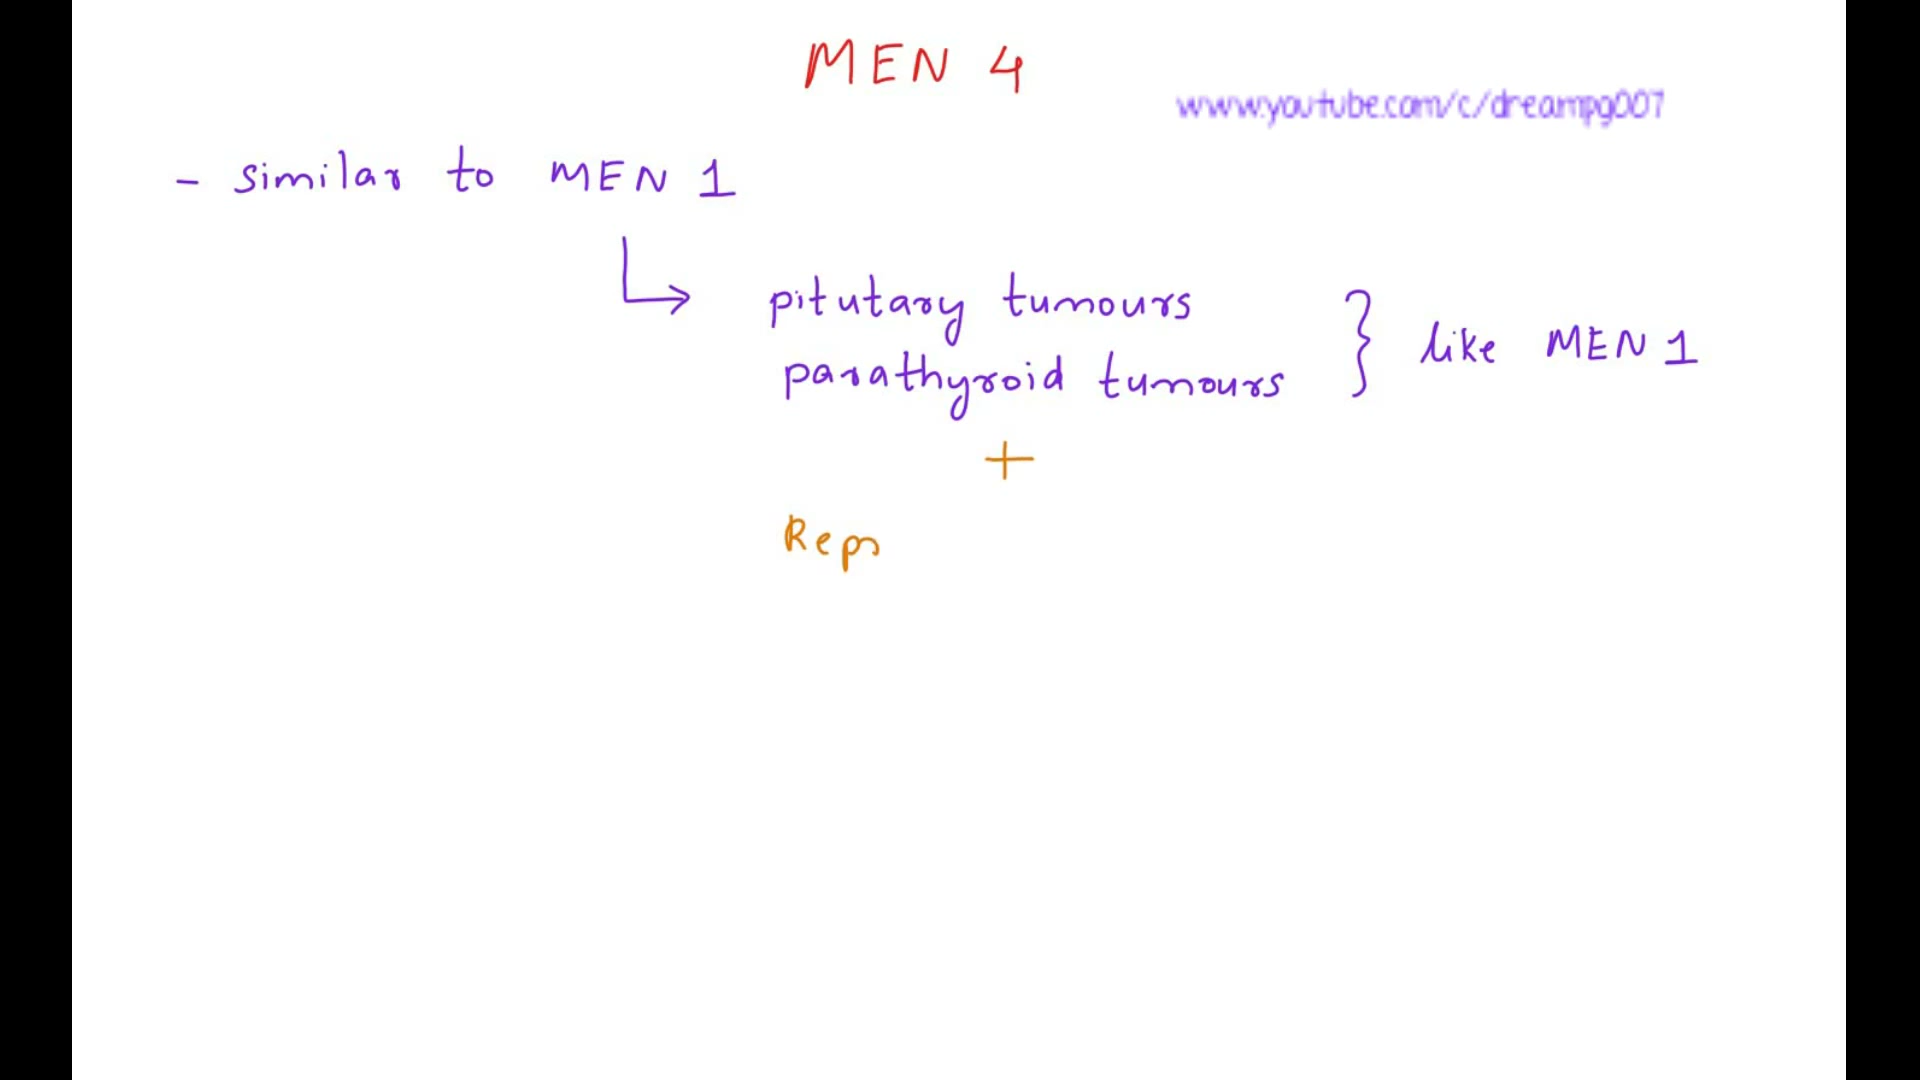 MEN 4
www.youtube.com/c/dreampg007
- similar to MEN 1
pitutary tumours
parathyroid tumours
} like MEN 1
+
Rep